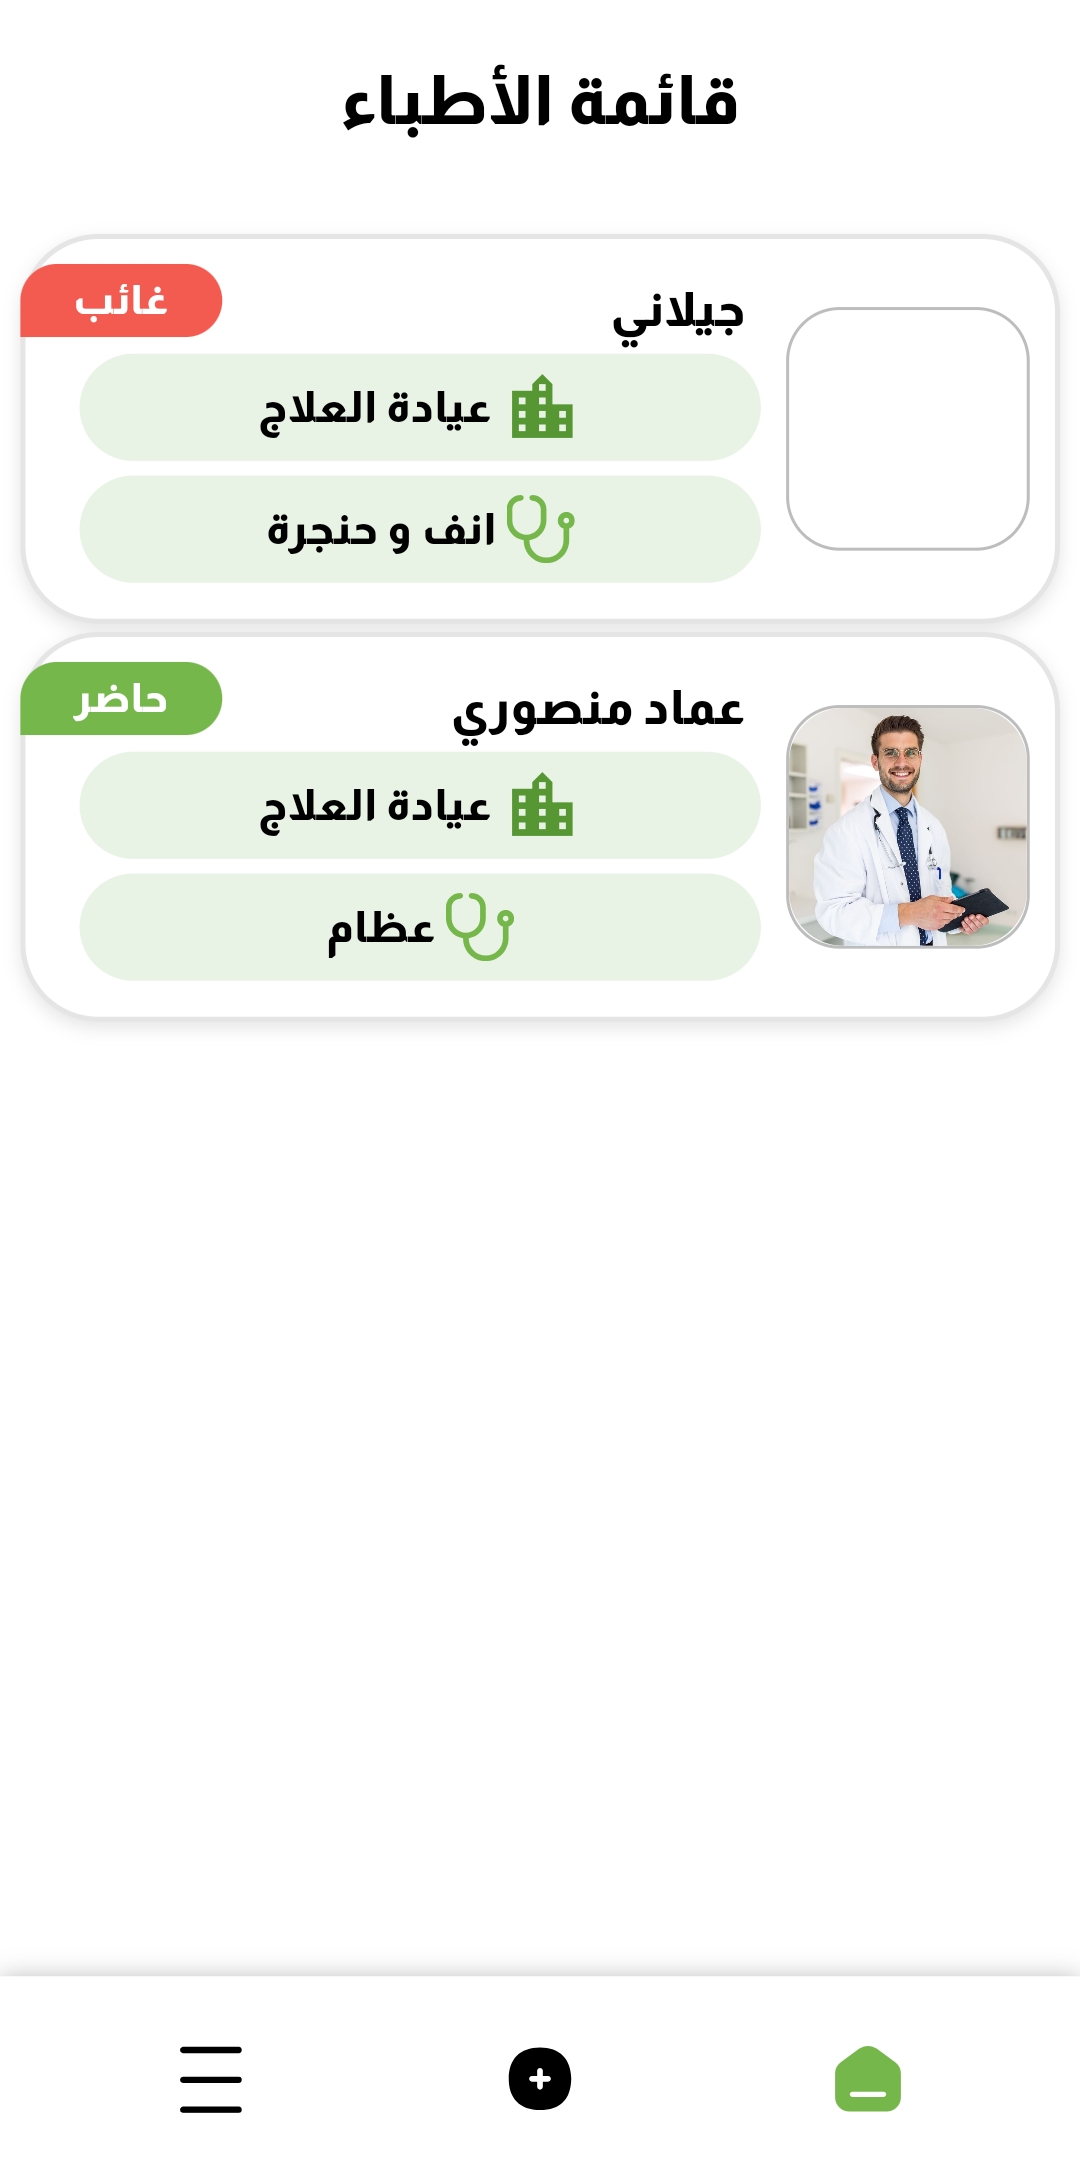 قائمة الأطباء
غائب
جيلاني
عيادة العلاج
انف و حنجرة
حاضر
عماد منصوري
عيادة العلاج
عظام